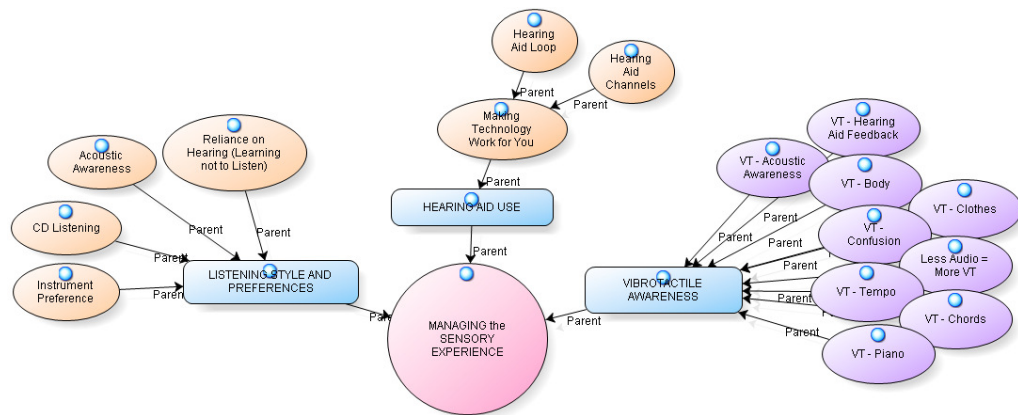 Hearing
Aid Loop
Hearing
Aid
Channels
Parent
Parent
Making
Technology
Work for You
Parent
HEARING AID USE
Parent
Reliance on
Hearing (Learning
not to Listen)
Acoustic
Awareness
CD Listening
Instrument
Preference
Parent
Parent
Parent
Parent
LISTENING STYLE AND
PREFERENCES
Parent
MANAGING the
SENSORY
EXPERIENCE
Parent
VIBROTACTILE
AWARENESS
VT - Hearing
Aid Feedback
VT - Acoustic
Awareness
VT - Body
VT - Clothes
VT -
Confusion
Less Audio =
More VT
VT - Tempo
VT - Chords
VT - Piano
Parent
Parent
Parent
Parent
Parent
Parent